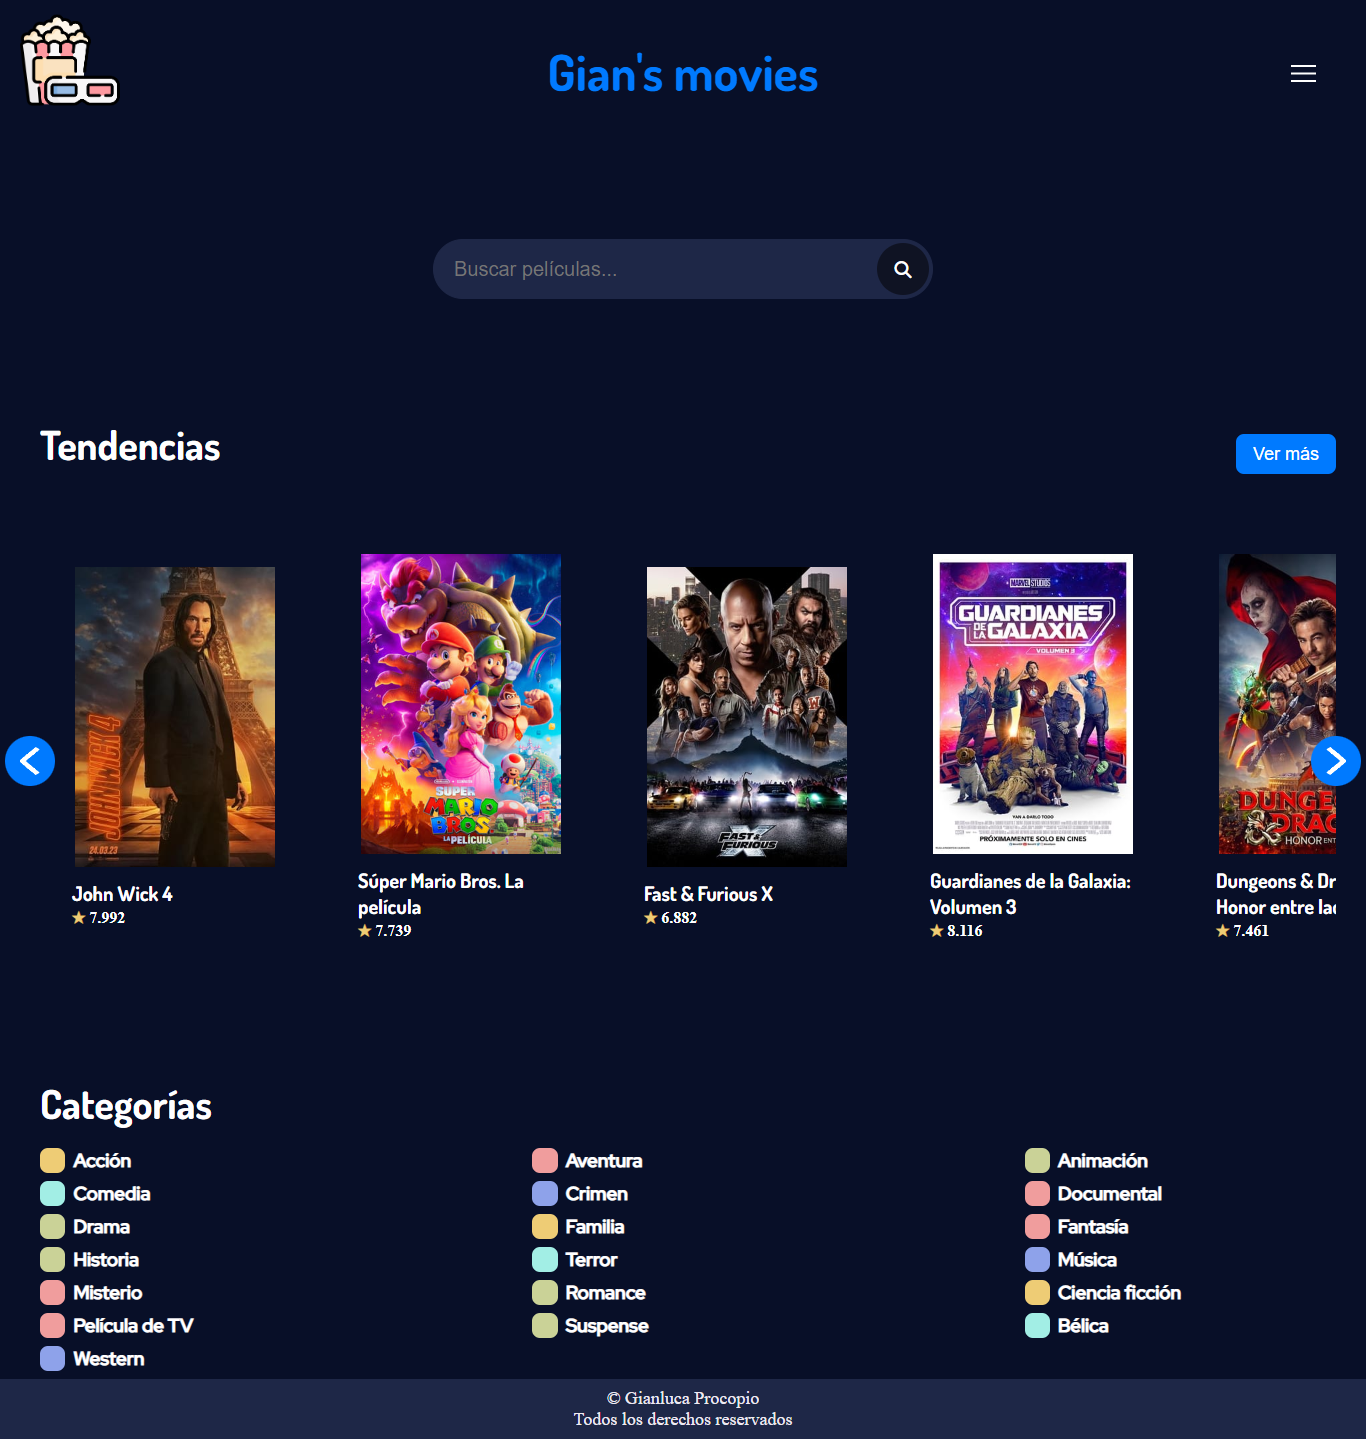 Gian's movies
Buscar películas...
Tendencias
Ver más
JOHN WICK 4
24.03.23
SUPER
MARIO
BROS
LA PELÍCULA
FAST &
FURIOUS
MARVEL STUDIOS
GUARDIANES
DE LA GALAXIA
VOLUMEN 3
VAN A DARLO TODO
PRÓXIMAMENTE SOLO EN CINES
DUNGE
DRAC
HONOR ENT
John Wick 4
7.992
Súper Mario Bros. La
película
7.739
Fast & Furious X
6.882
Guardianes de la Galaxia:
Volumen 3
8.116
Dungeons & Dr
Honor entre lad
7.461
Categorías
Acción
Aventura
Animación
Comedia
Crimen
Documental
Drama
Familia
Fantasía
Historia
Terror
Música
Misterio
Romance
Ciencia ficción
Película de TV
Suspense
Bélica
Western
© Gianluca Procopio
Todos los derechos reservados